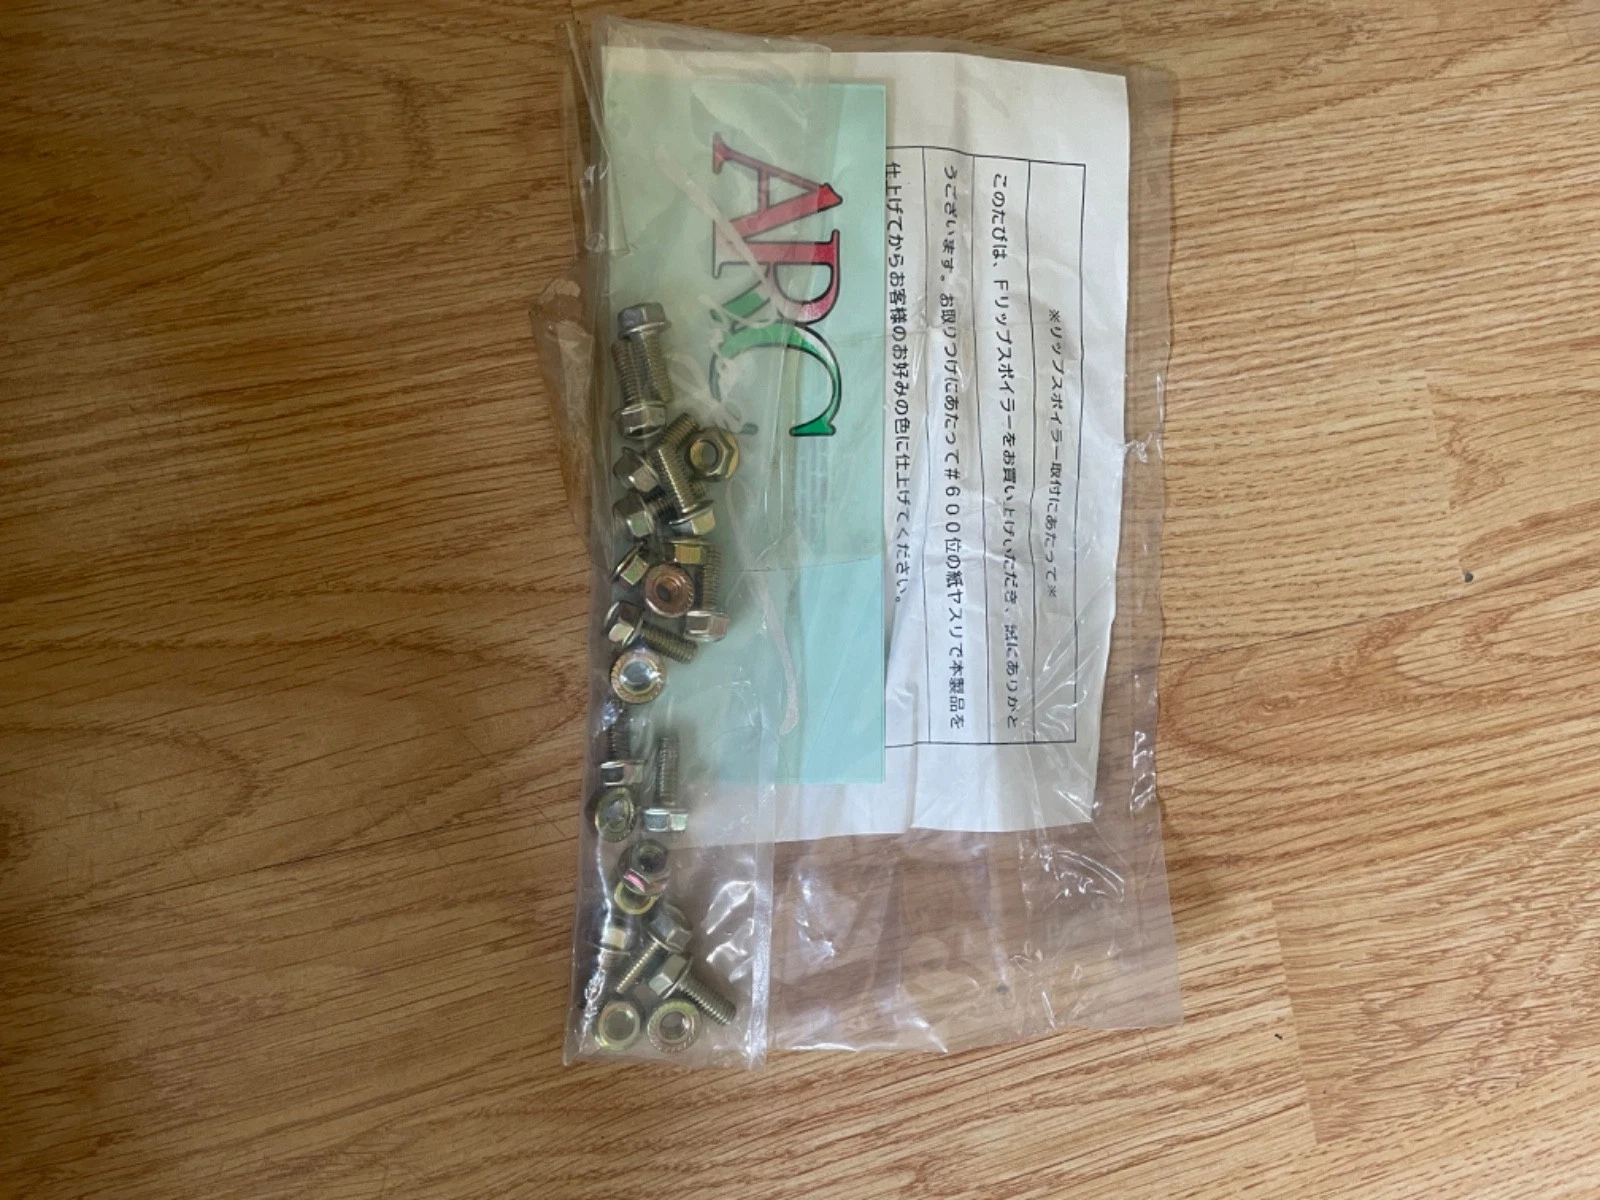 ※リップスポイラー取付にあたって※
このたびは、Fリップスポイラーをお買い上げいただき、誠にありがと
うございます。お取りつけにあたって#600位の紙ヤスリで本製品を
仕上げてからお客様のお好みの色に仕上げてください。
ARC